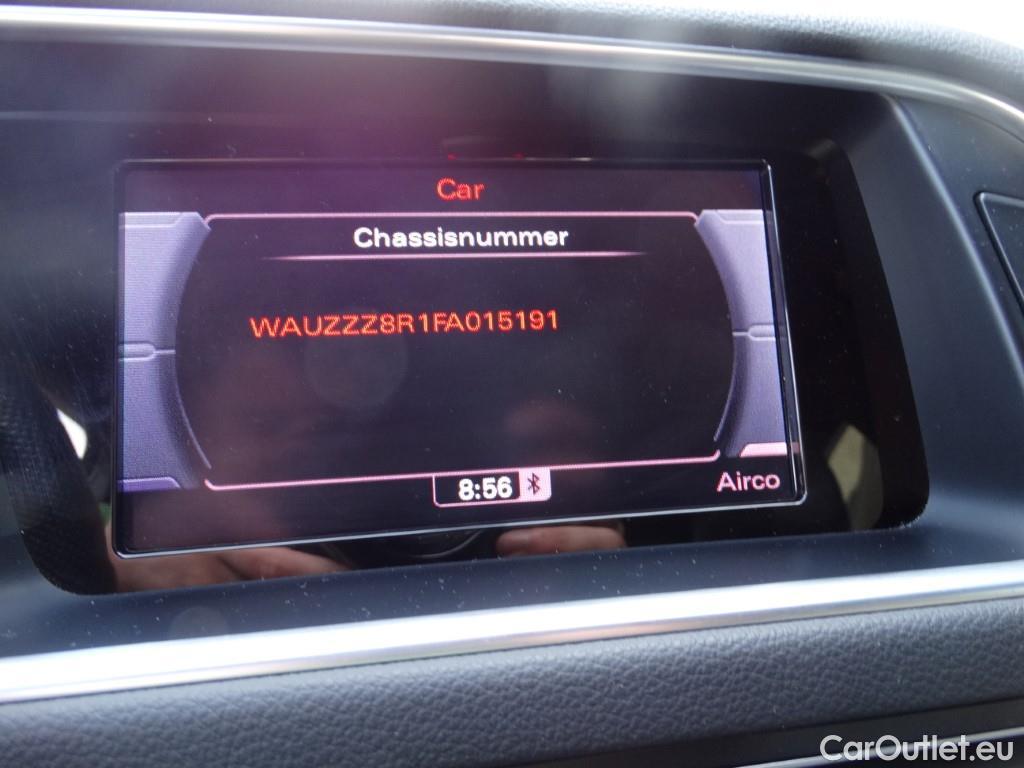 Car
Chassisnummer
WAUZZZ8R1FA015191
8:56
Airco
CarOutlet.eu